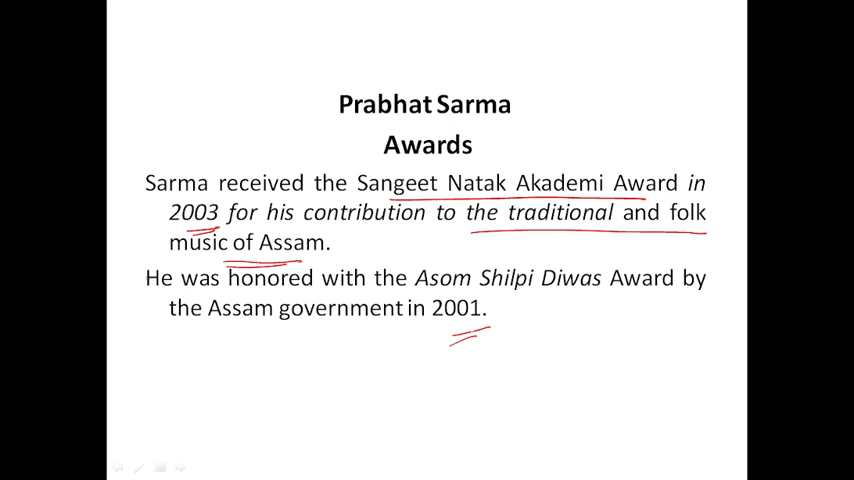 Prabhat Sarma
Awards
Sarma received the Sangeet Natak Akademi Award in
2003 for his contribution to the traditional and folk
music of Assam.
He was honored with the Asom Shilpi Diwas Award by
the Assam government in 2001.